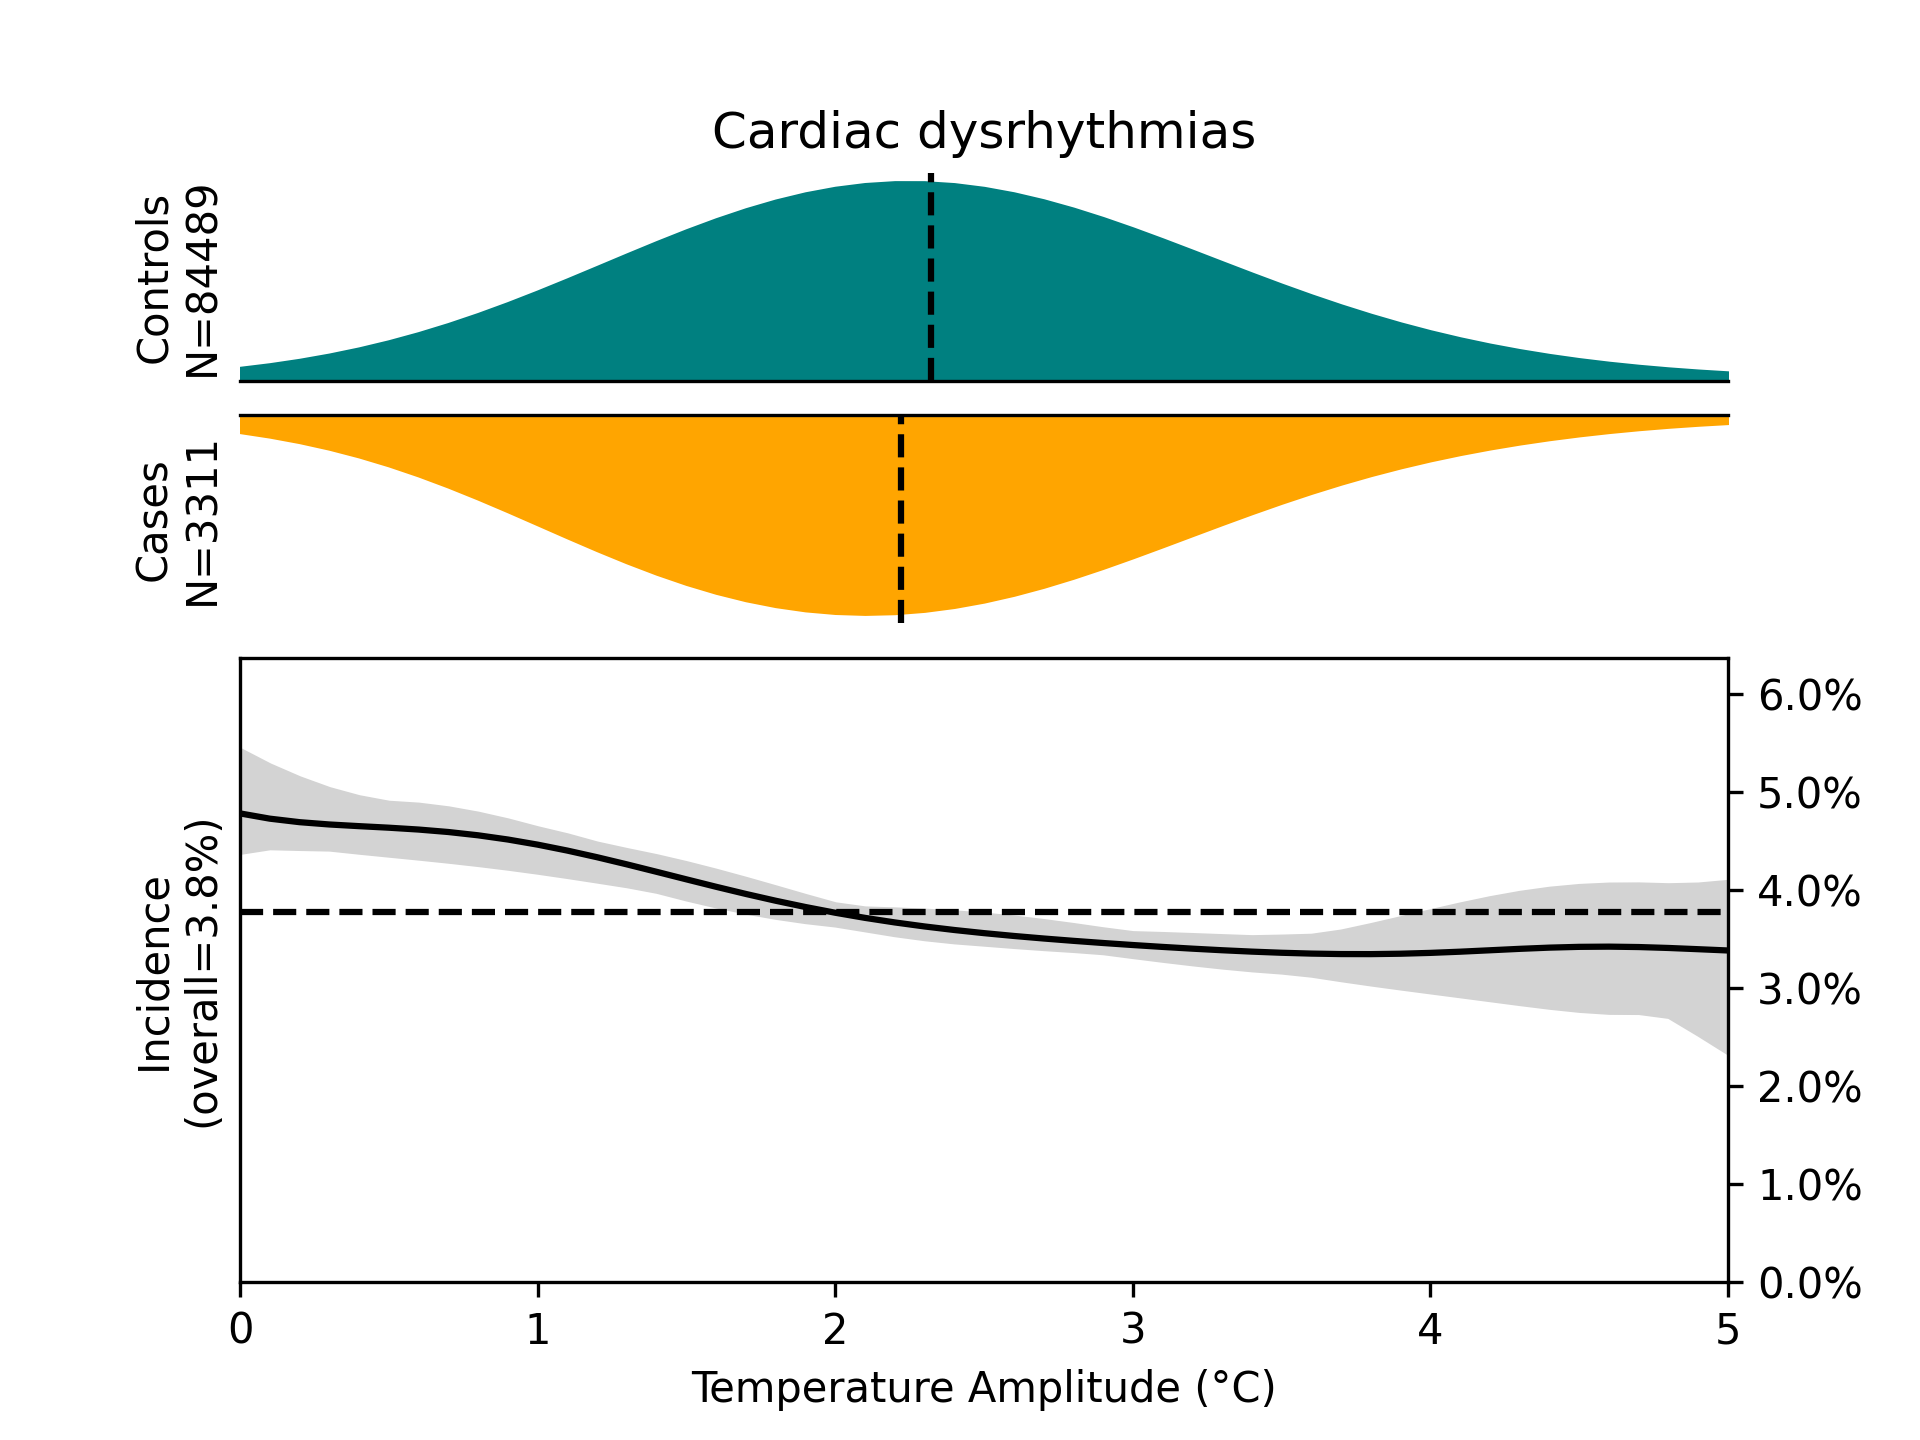 Cardiac dysrhythmias
Controls
N=84489
Cases
N=3311
Incidence
(overall=3.8%)
6.0%
5.0%
4.0%
3.0%
2.0%
1.0%
0.0%
0 1 2 3 4 5
Temperature Amplitude (°C)